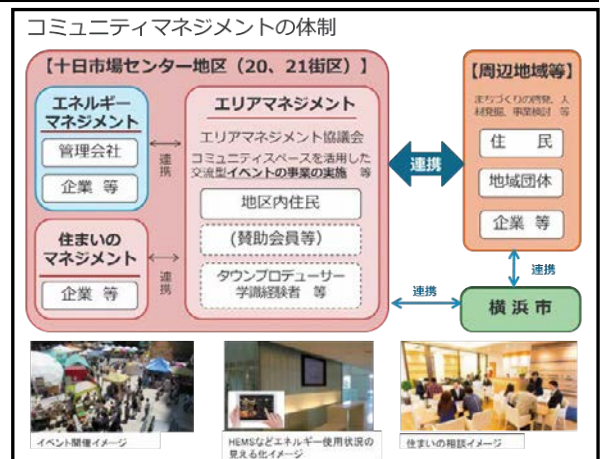 コミュニティマネジメントの体制
【十日市場センター地区（20、21街区）】
エネルギー
マネジメント
管理会社
企業 等
連携
住まいの
マネジメント
企業 等
連携
エリアマネジメント
エリアマネジメント協議会
コミュニティスペースを活用した
交流型イベントの事業の実施 等
地区内住民
(賛助会員等)
タウンプロデューサー
学識経験者 等
連携
【周辺地域等】
まちづくりの啓発、人
材発掘、事業検討 等
住 民
地域団体
企業 等
連携
連携
横浜市
イベント開催イメージ
HEMSなどエネルギー使用状況の
見える化イメージ
住まいの相談イメージ